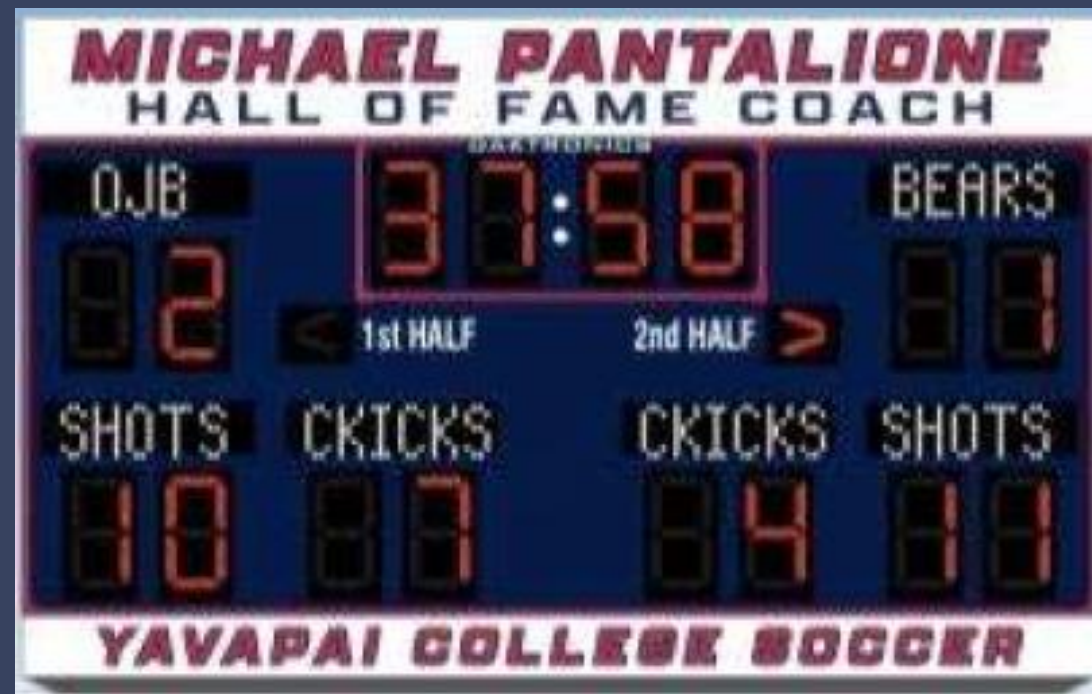 MICHAEL PANTALIONE
HALL OF FAME COACH
DAKTRONICS
OJB 37:58 BEARS
2 1
< 1st HALF 2nd HALF >
SHOTS CKICKS CKICKS SHOTS
10 7 4 11
YAVAPAI COLLEGE SOCCER